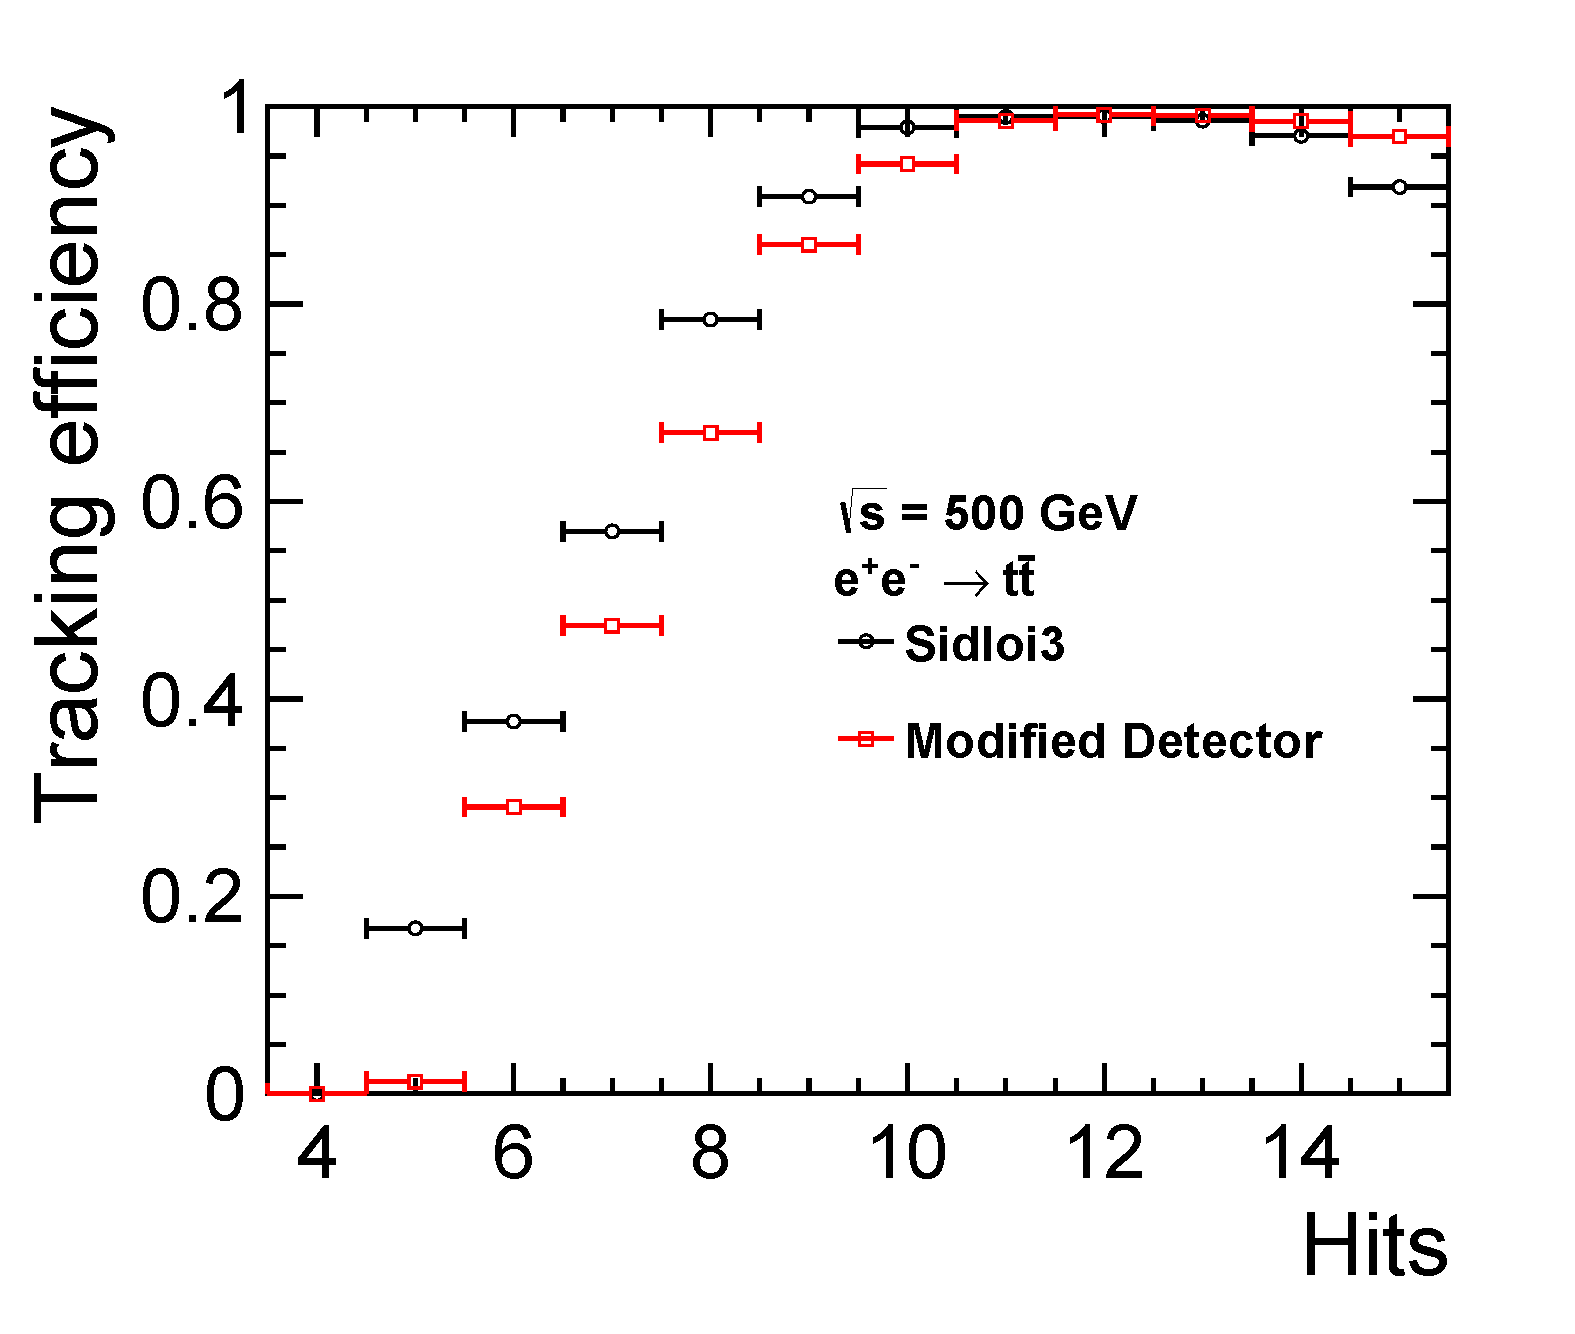 Tracking efficiency
1
0.8
0.6
0.4
0.2
0
√s = 500 GeV
e⁺e⁻ → tt̄
Sidloi3
Modified Detector
4 6 8 10 12 14
Hits